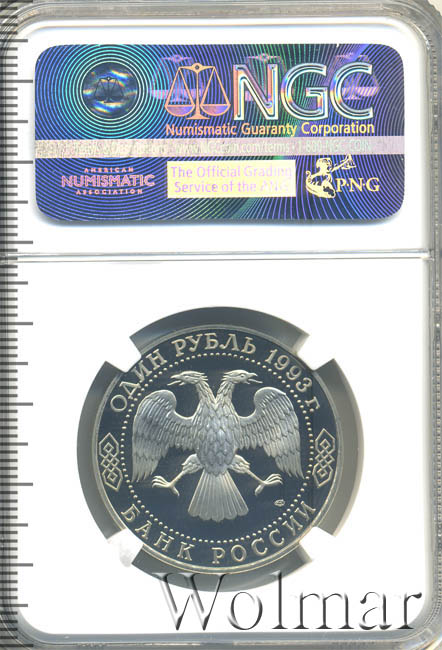 NGC
Numismatic Guaranty Corporation
AMERICAN
NUMISMATIC
ASSOCIATION
The Official Grading
Service of the PNG
PNG
ОДИН РУБЛЬ 1993 г.
БАНК РОССИИ
Wolmar